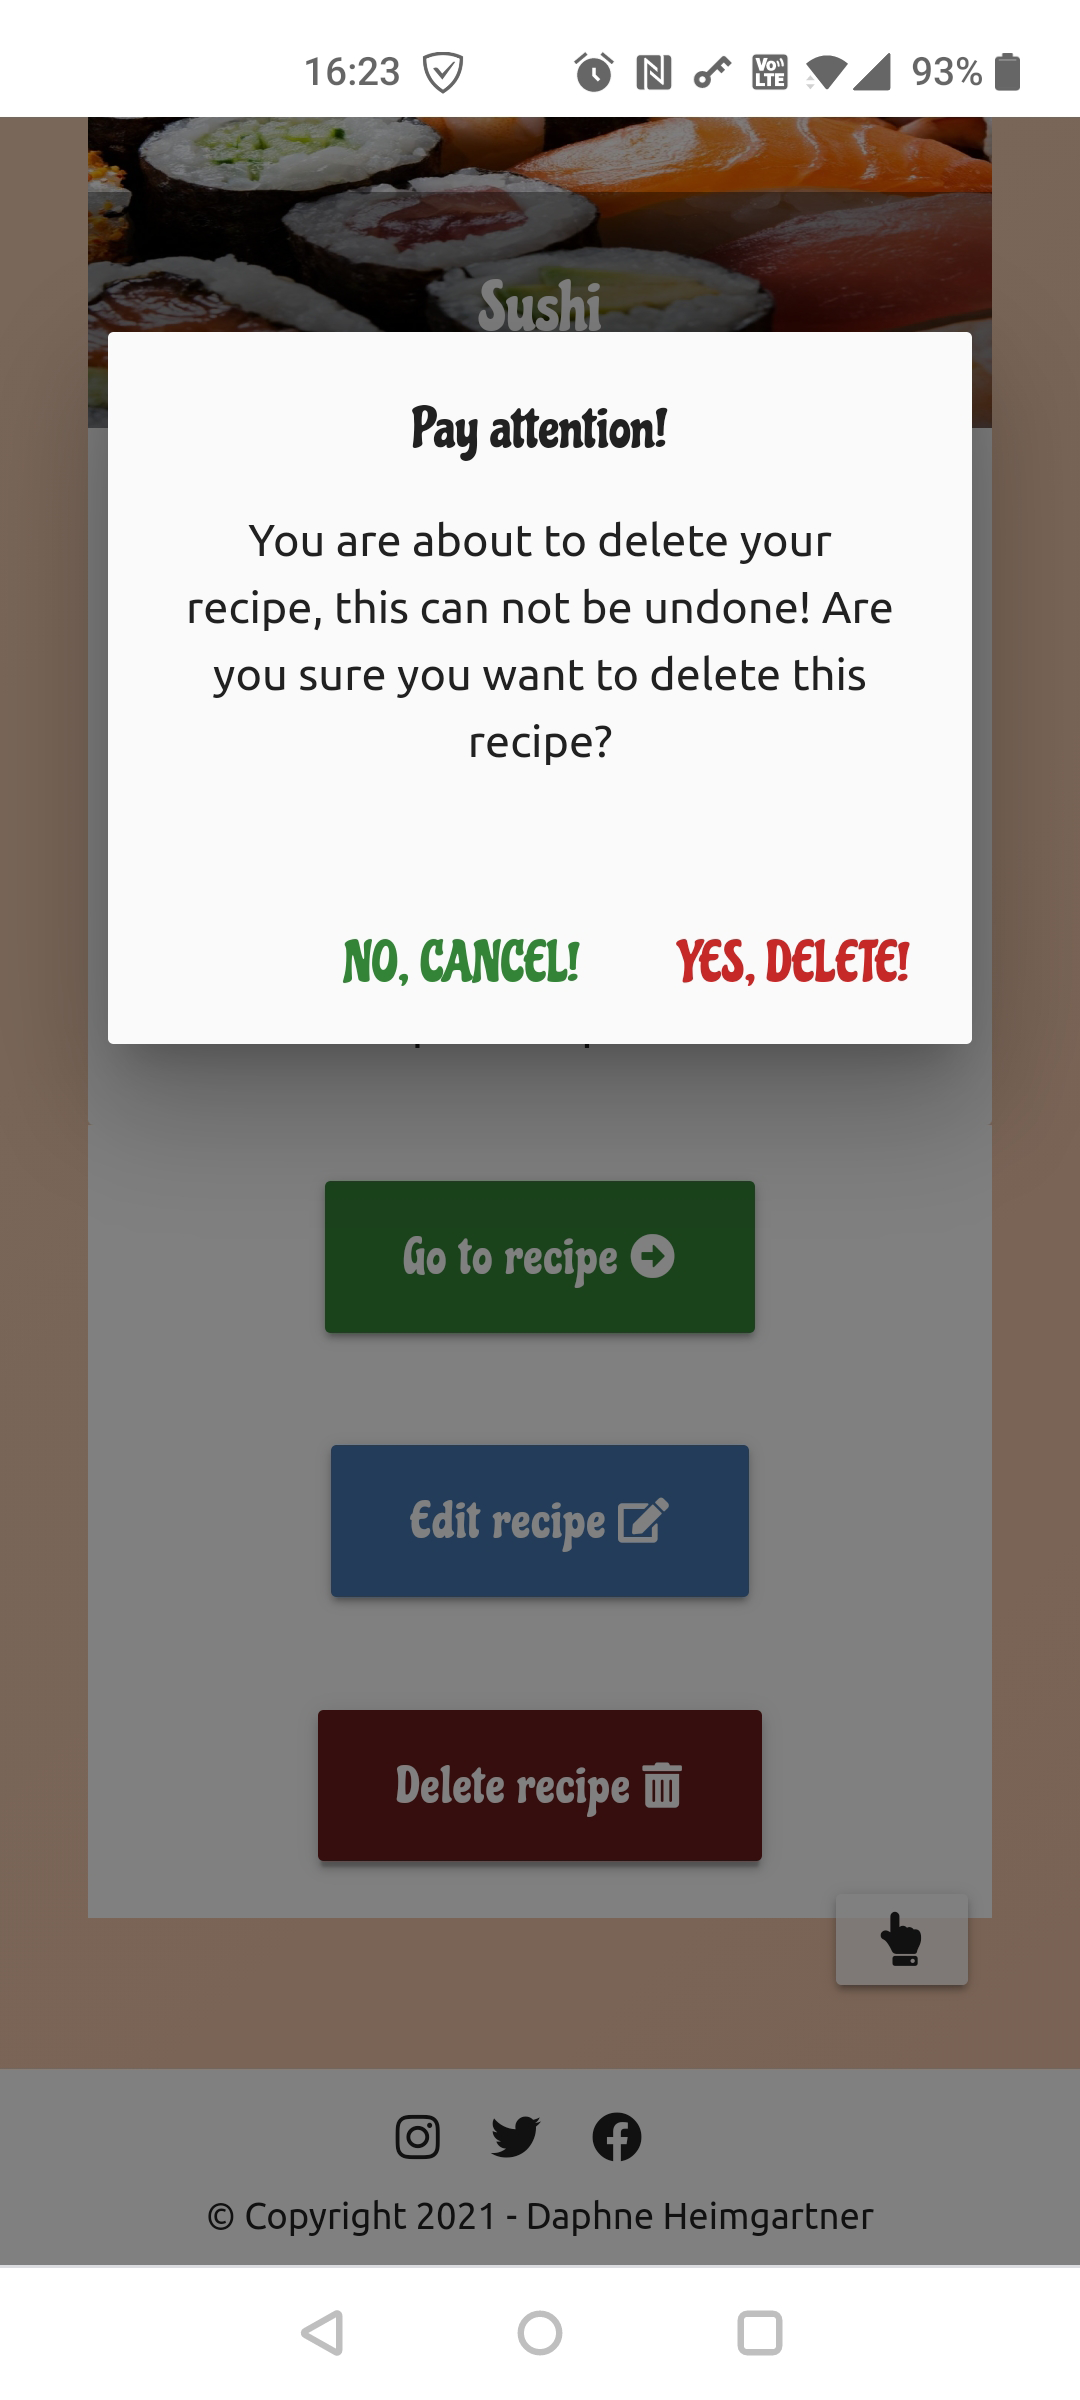 16:23
Vo LTE
93%
Sushi
Pay attention!
You are about to delete your
recipe, this can not be undone! Are
you sure you want to delete this
recipe?
NO, CANCEL! YES, DELETE!
Go to recipe
Edit recipe
Delete recipe
© Copyright 2021 - Daphne Heimgartner